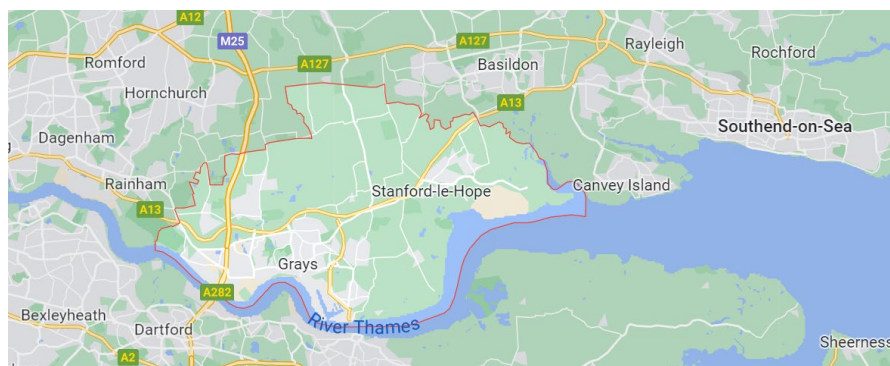 A12
M25
A127
Rayleigh
Rochford
Romford
A127
Basildon
Hornchurch
A13
Southend-on-Sea
Dagenham
Rainham
Stanford-le-Hope
Canvey Island
A13
Grays
A282
Bexleyheath
Dartford
River Thames
Sheerness
A2